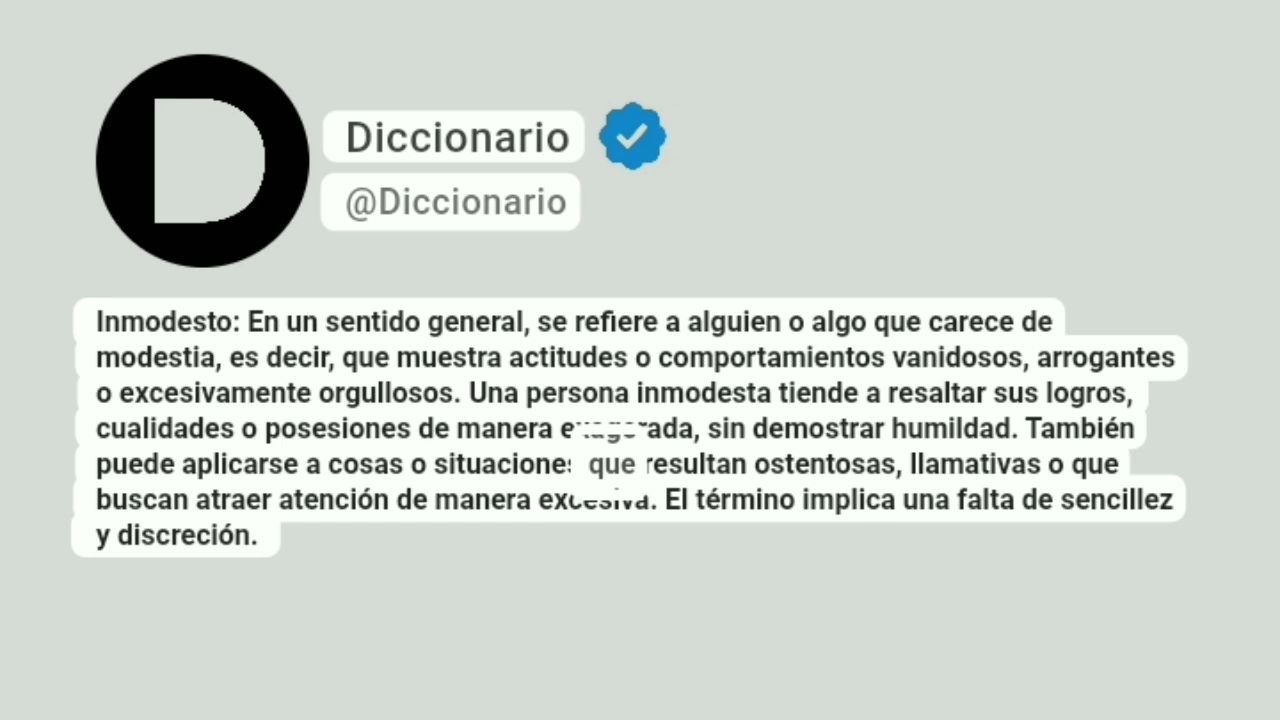 D
Diccionario
@Diccionario
Inmodesto: En un sentido general, se refiere a alguien o algo que carece de
modestia, es decir, que muestra actitudes o comportamientos vanidosos, arrogantes
o excesivamente orgullosos. Una persona inmodesta tiende a resaltar sus logros,
cualidades o posesiones de manera exagerada, sin demostrar humildad. También
puede aplicarse a cosas o situaciones que resultan ostentosas, llamativas o que
buscan atraer atención de manera excesiva. El término implica una falta de sencillez
y discreción.